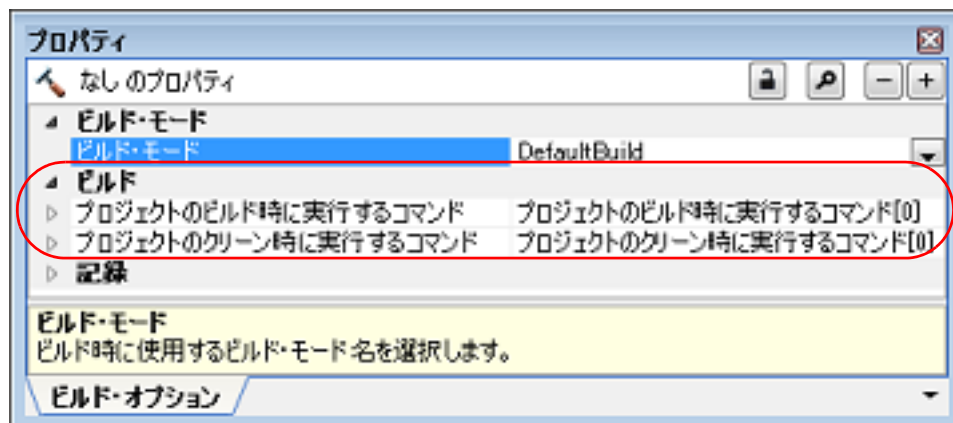 プロパティ
なし のプロパティ
ビルド・モード
ビルド・モード DefaultBuild
ビルド
プロジェクトのビルド時に実行するコマンド プロジェクトのビルド時に実行するコマンド[0]
プロジェクトのクリーン時に実行するコマンド プロジェクトのクリーン時に実行するコマンド[0]
記録
ビルド・モード
ビルド時に使用するビルド・モード名を選択します。
ビルド・オプション